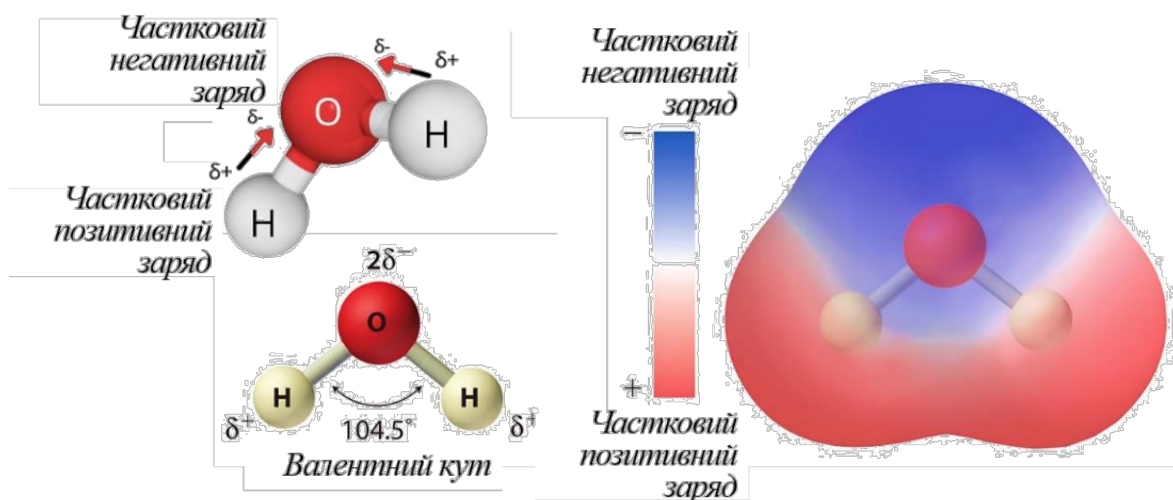 Частковий
негативний
заряд
δ-
δ+
O
H
δ-
δ+
H
Частковий
позитивний
заряд
2δ⁻
O
H
H
δ⁺
104.5°
δ⁺
Валентний кут
Частковий
негативний
заряд
−
+
Частковий
позитивний
заряд